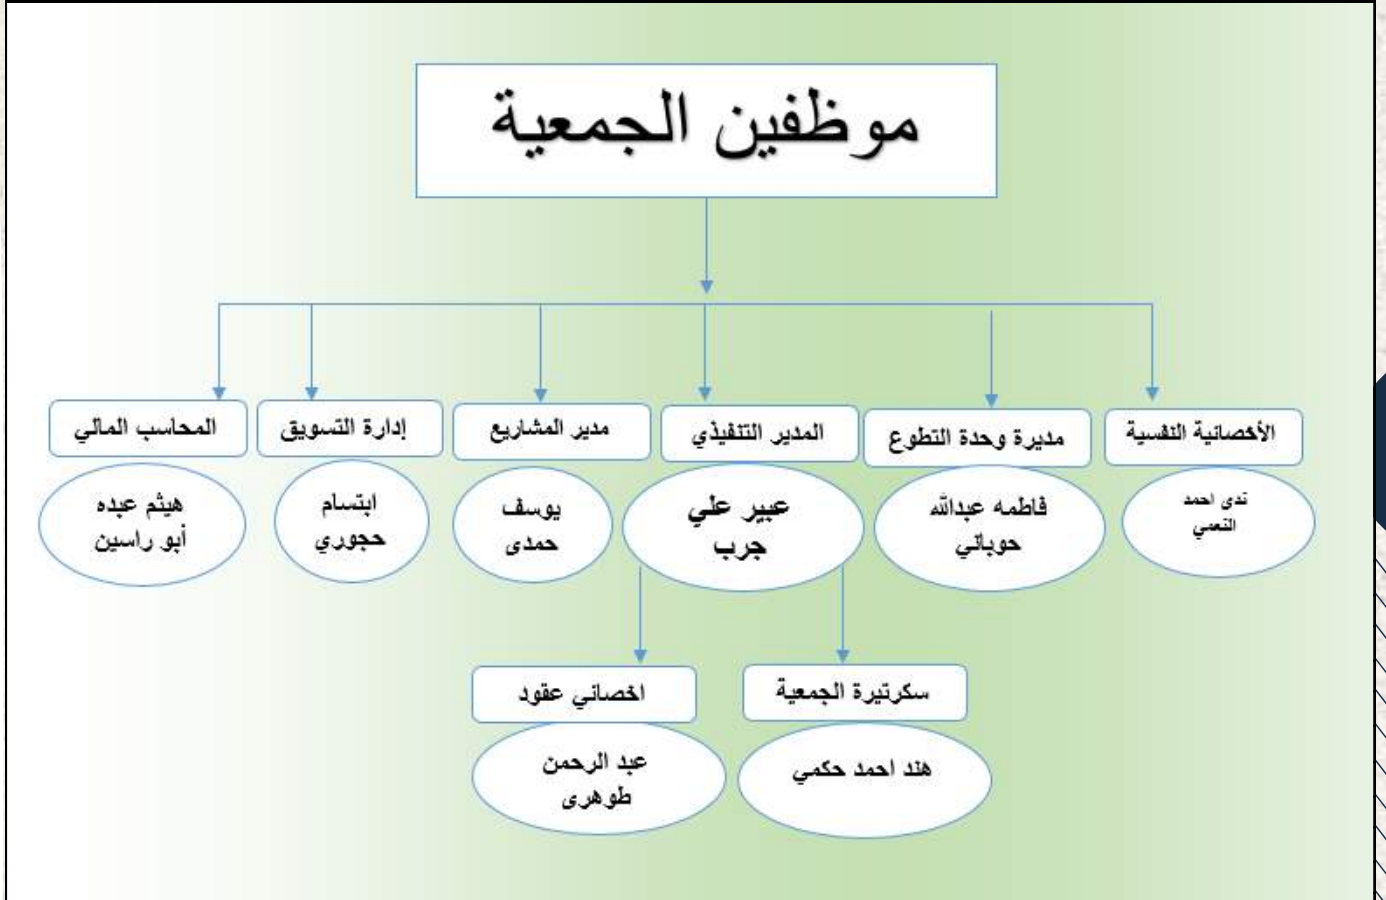 موظفين الجمعية
الأخصائية النفسية
مديرة وحدة التطوع
المدير التنفيذي
مدير المشاريع
إدارة التسويق
المحاسب المالي
ندى احمد
النعمي
فاطمه عبدالله
حوباني
عبير علي
جرب
يوسف
حمدى
ابتسام
حجوري
هيثم عبده
أبو راسين
سكرتيرة الجمعية
اخصائي عقود
هند احمد حكمي
عبد الرحمن
طوهرى